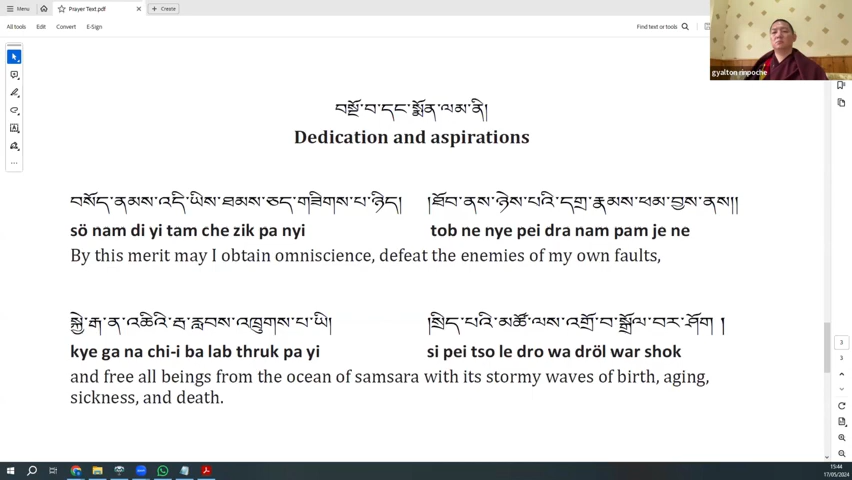 Menu
Prayer Text.pdf
Create
All tools Edit Convert E-Sign
Find text or tools
gyalton rinpoche
བསྔོ་བ་དང་སྨོན་ལམ་ནི།
Dedication and aspirations
བསོད་ནམས་འདི་ཡིས་ཐམས་ཅད་གཟིགས་པ་ཉིད། །ཐོབ་ནས་ཉེས་པའི་དགྲ་རྣམས་ཕམ་བྱས་ནས།།
sö nam di yi tam che zik pa nyi tob ne nye pei dra nam pam je ne
By this merit may I obtain omniscience, defeat the enemies of my own faults,
སྐྱེ་རྒ་ན་འཆིའི་རྦ་རླབས་འཁྲུགས་པ་ཡི། །སྲིད་པའི་མཚོ་ལས་འགྲོ་བ་སྒྲོལ་བར་ཤོག །
kye ga na chi-i ba lab thruk pa yi si pei tso le dro wa dröl war shok
and free all beings from the ocean of samsara with its stormy waves of birth, aging,
sickness, and death.
3
3
15:44
17/05/2024